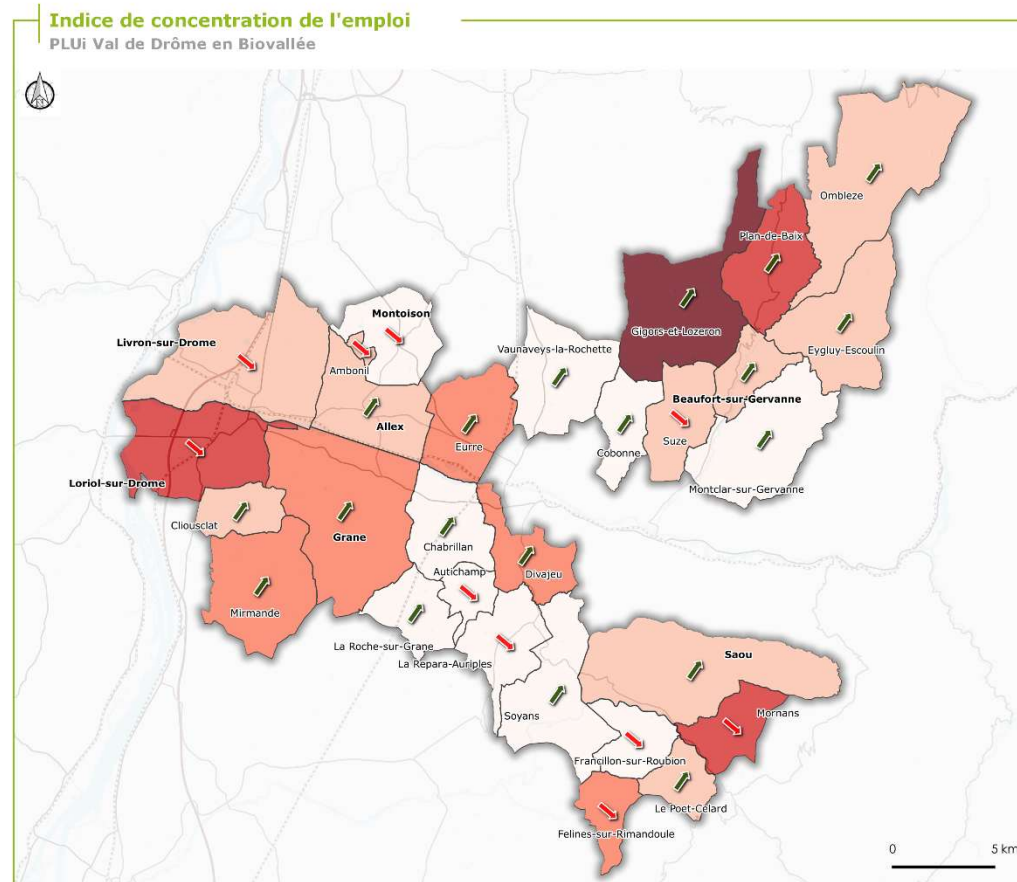 Indice de concentration de l'emploi
PLUi Val de Drôme en Biovallée
Ombleze
Plan-de-Baix
Montoison
Gigors-et-Lozeron
Livron-sur-Drome
Vaunaveys-la-Rochette
Eygluy-Escoulin
Ambonil
Beaufort-sur-Gervanne
Allex
Suze
Eurre
Cobonne
Loriol-sur-Drome
Montclar-sur-Gervanne
Cliousclat
Grane
Chabrillan
Autichamp
Divajeu
Mirmande
La Roche-sur-Grane
Saou
La Repara-Auriples
Mornans
Soyans
Francillon-sur-Roubion
Le Poet-Celard
Felines-sur-Rimandoule
0 5 km